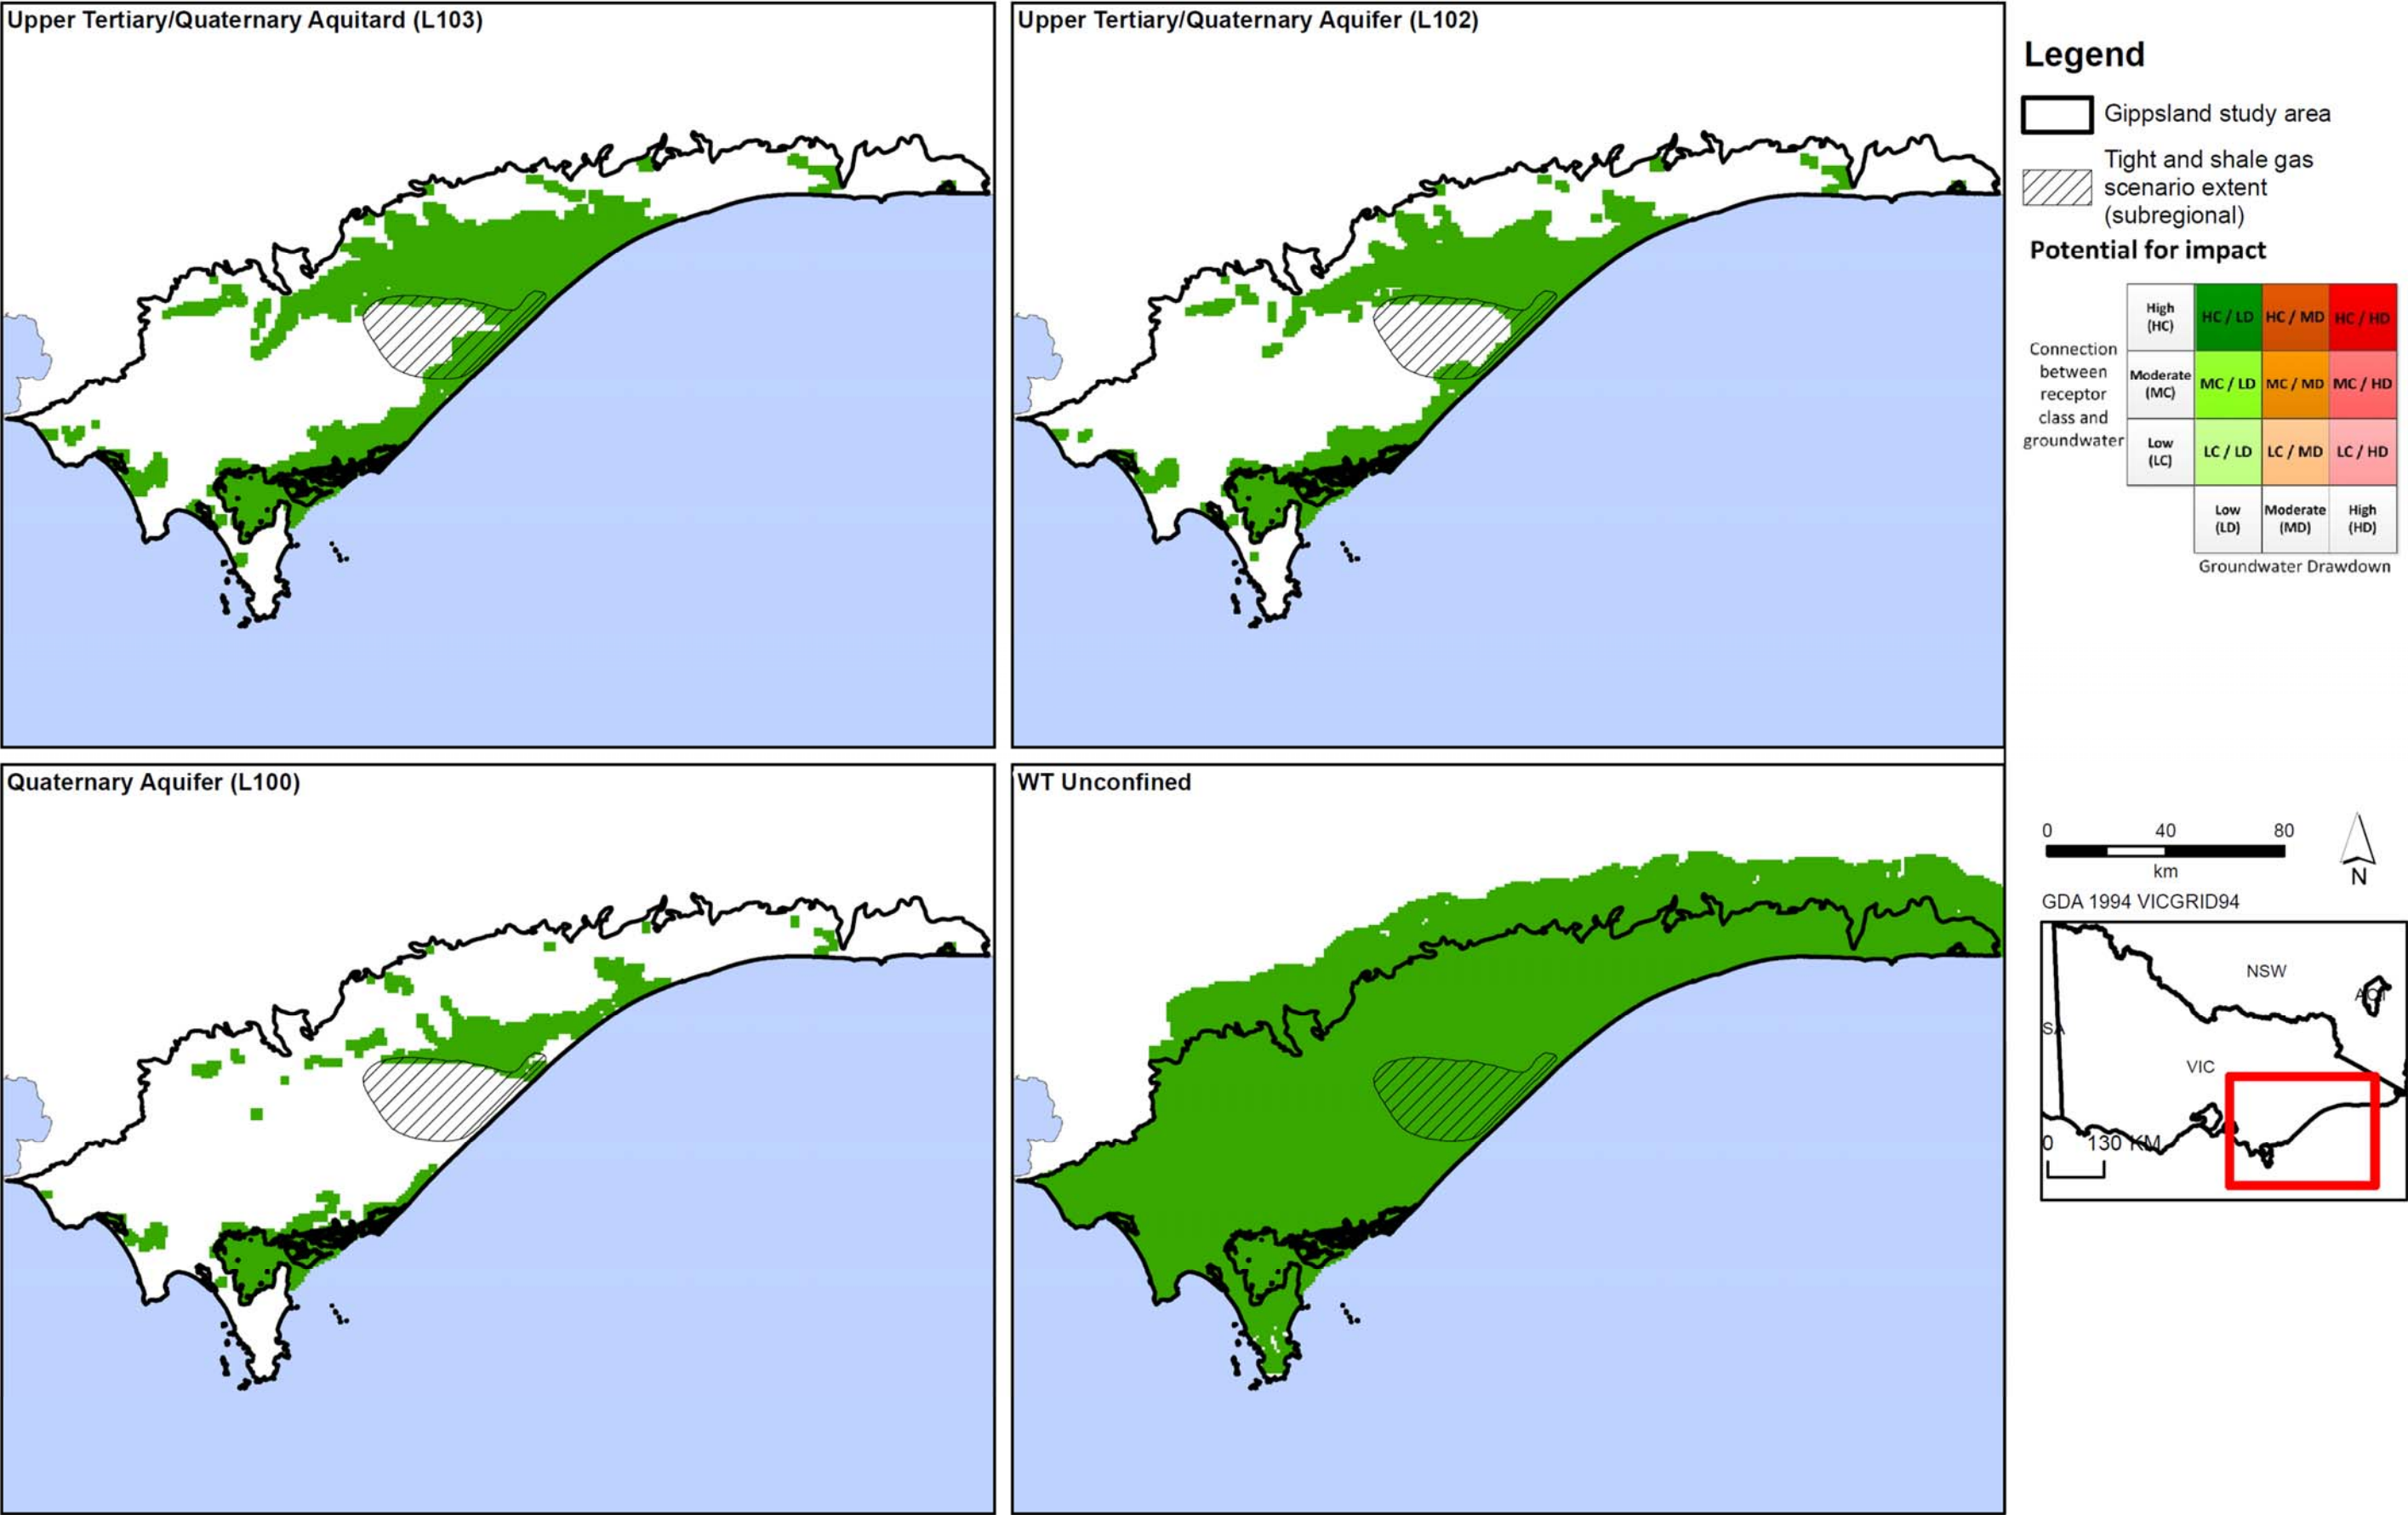 Upper Tertiary/Quaternary Aquitard (L103)
Upper Tertiary/Quaternary Aquifer (L102)
Quaternary Aquifer (L100)
WT Unconfined
Legend
Gippsland study area
Tight and shale gas
scenario extent
(subregional)
Potential for impact
Connection
between
receptor
class and
groundwater
High
(HC)
HC / LD
HC / MD
HC / HD
Moderate
(MC)
MC / LD
MC / MD
MC / HD
Low
(LC)
LC / LD
LC / MD
LC / HD
Low
(LD)
Moderate
(MD)
High
(HD)
Groundwater Drawdown
0 40 80
km
N
GDA 1994 VICGRID94
NSW
ACT
SA
VIC
0 130 KM